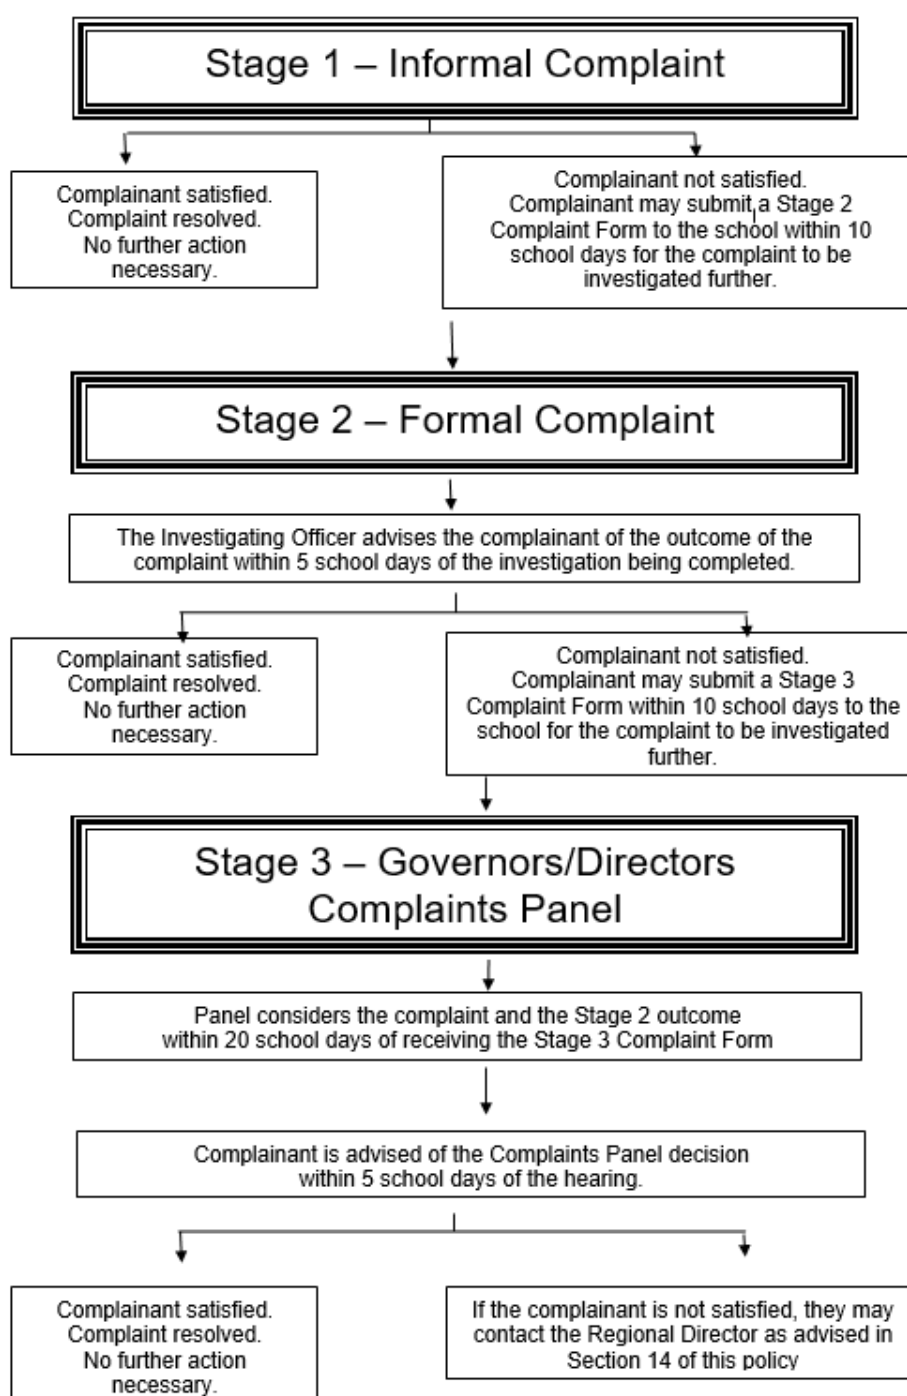 Stage 1 – Informal Complaint
Complainant satisfied.
Complaint resolved.
No further action
necessary.
Complainant not satisfied.
Complainant may submit a Stage 2
Complaint Form to the school within 10
school days for the complaint to be
investigated further.
Stage 2 – Formal Complaint
The Investigating Officer advises the complainant of the outcome of the
complaint within 5 school days of the investigation being completed.
Complainant satisfied.
Complaint resolved.
No further action
necessary.
Complainant not satisfied.
Complainant may submit a Stage 3
Complaint Form within 10 school days to the
school for the complaint to be investigated
further.
Stage 3 – Governors/Directors
Complaints Panel
Panel considers the complaint and the Stage 2 outcome
within 20 school days of receiving the Stage 3 Complaint Form
Complainant is advised of the Complaints Panel decision
within 5 school days of the hearing.
Complainant satisfied.
Complaint resolved.
No further action
necessary.
If the complainant is not satisfied, they may
contact the Regional Director as advised in
Section 14 of this policy